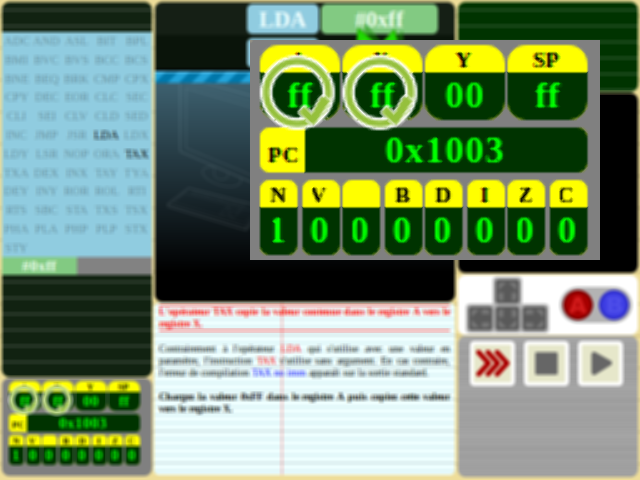 LDA #0xff
ADC AND ASL BIT BPL
BMI BVC BVS BCC BCS
BNE BEQ BRK CMP CPX
CPY DEC EOR CLC SEC
CLI SEI CLV CLD SED
INC JMP JSR LDA LDX
LDY LSR NOP ORA TAX
TXA DEX INX TAY TYA
DEY INY ROR ROL RTI
RTS SBC STA TXS TSX
PHA PLA PHP PLP STX
STY
#0xff
Y SP
ff ff 00 ff
PC 0x1003
N V B D I Z C
1 0 0 0 0 0 0 0
A B
L'opérateur TAX copie la valeur contenue dans le registre A vers le
registre X.
Contrairement à l'opérateur LDA qui s'utilise avec une valeur en
paramètre, l'instruction TAX s'utilise sans argument. En cas contraire,
l'erreur de compilation TAX apparaît sur la sortie standard.
Chargez la valeur 0xFF dans le registre A puis copiez cette valeur
vers le registre X.
Y SP
ff ff 00 ff
PC 0x1003
N V B D I Z C
1 0 0 0 0 0 0 0